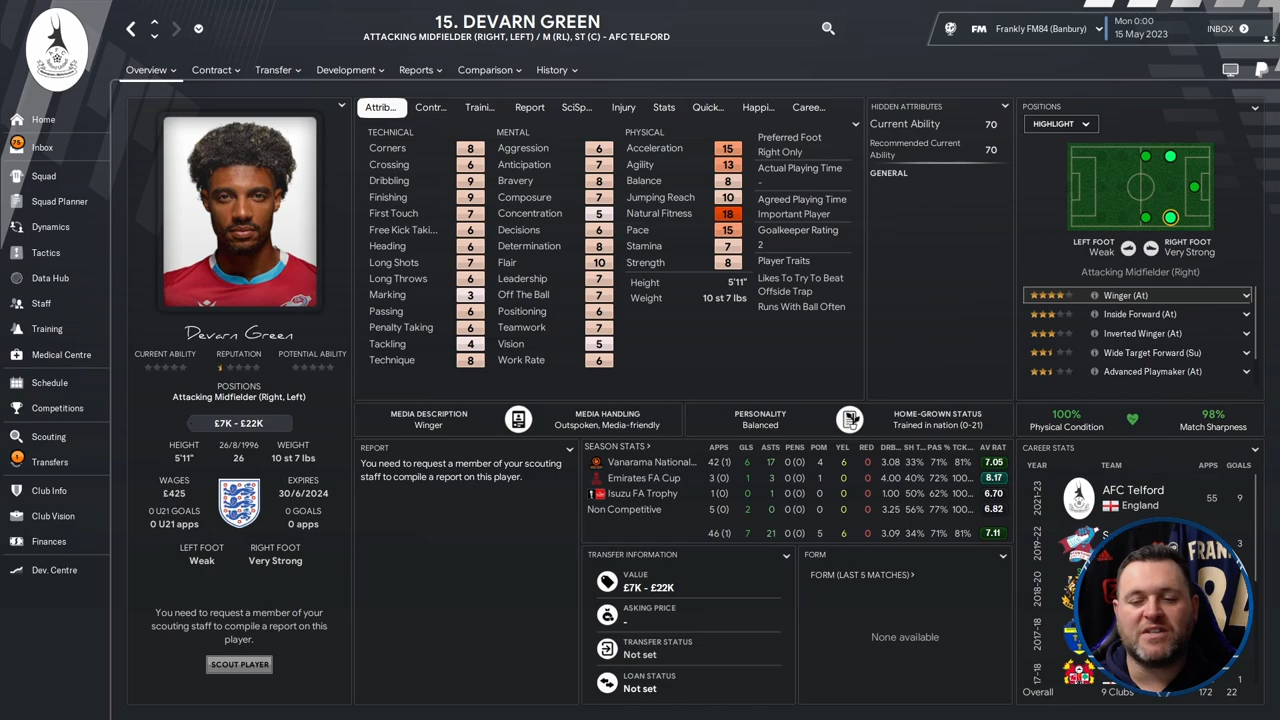 15. DEVARN GREEN
ATTACKING MIDFIELDER (RIGHT, LEFT) / M (RL), ST (C) - AFC TELFORD
FM Frankly FM84 (Banbury)
Mon 0:00
15 May 2023
INBOX
2
Overview Contract Transfer Development Reports Comparison History
Home
75
Inbox
Squad
Squad Planner
Dynamics
Tactics
Data Hub
Staff
Training
Medical Centre
Schedule
Competitions
Scouting
1
Transfers
Club Info
Club Vision
Finances
Dev. Centre
Devarn Green
CURRENT ABILITY REPUTATION POTENTIAL ABILITY
POSITIONS
Attacking Midfielder (Right, Left)
£7K - £22K
HEIGHT 26/8/1996 WEIGHT
5'11" 26 10 st 7 lbs
WAGES EXPIRES
£425 30/6/2024
0 U21 GOALS 0 GOALS
0 U21 APPS 0 apps
LEFT FOOT RIGHT FOOT
Weak Very Strong
You need to request a member of your
scouting staff to compile a report on this
player.
SCOUT PLAYER
Attrib... Contr... Traini... Report SciSp... Injury Stats Quick... Happi... Caree...
TECHNICAL
Corners 8
Crossing 6
Dribbling 9
Finishing 9
First Touch 7
Free Kick Taki... 6
Heading 6
Long Shots 7
Long Throws 6
Marking 3
Passing 6
Penalty Taking 6
Tackling 4
Technique 8
MENTAL
Aggression 6
Anticipation 7
Bravery 8
Composure 7
Concentration 5
Decisions 6
Determination 8
Flair 10
Leadership 7
Off The Ball 7
Positioning 6
Teamwork 7
Vision 5
Work Rate 6
PHYSICAL
Acceleration 15
Agility 13
Balance 8
Jumping Reach 10
Natural Fitness 18
Pace 15
Stamina 7
Strength 8
Height 5'11"
Weight 10 st 7 lbs
Preferred Foot
Right Only
Actual Playing Time
-
Agreed Playing Time
Important Player
Goalkeeper Rating
2
Player Traits
Likes To Try To Beat
Offside Trap
Runs With Ball Often
HIDDEN ATTRIBUTES
Current Ability 70
Recommended Current
Ability 70
GENERAL
POSITIONS
HIGHLIGHT
LEFT FOOT RIGHT FOOT
Weak Very Strong
Attacking Midfielder (Right)
Winger (At)
Inside Forward (At)
Inverted Winger (At)
Wide Target Forward (Su)
Advanced Playmaker (At)
MEDIA DESCRIPTION
Winger
MEDIA HANDLING
Outspoken, Media-friendly
PERSONALITY
Balanced
HOME-GROWN STATUS
Trained in nation (0-21)
100%
Physical Condition
98%
Match Sharpness
REPORT
You need to request a member of your scouting
staff to compile a report on this player.
SEASON STATS > APPS GLS ASTS PENS POM YEL RED DRB... SH T... PAS % TCK... AV RAT
Vanarama National... 42 (1) 6 17 0 (0) 4 6 0 3.08 33% 71% 81% 7.05
Emirates FA Cup 3 (0) 1 3 0 (0) 1 0 0 4.00 40% 72% 100... 8.17
Isuzu FA Trophy 1 (0) 0 1 0 (0) 0 0 0 1.00 50% 62% 100... 6.70
Non Competitive 5 (0) 2 0 0 (0) 0 0 0 3.25 56% 77% 100... 6.82
46 (1) 7 21 0 (0) 5 6 0 3.09 34% 71% 81% 7.11
TRANSFER INFORMATION
VALUE
£7K - £22K
ASKING PRICE
-
TRANSFER STATUS
Not set
LOAN STATUS
Not set
FORM
FORM (LAST 5 MATCHES) >
None available
CAREER STATS
YEAR TEAM APPS GOALS
2021-23 AFC Telford England 55 9
2019-22 3
2018-20
2017-18
17-18 1
Overall 9 Clubs 172 22